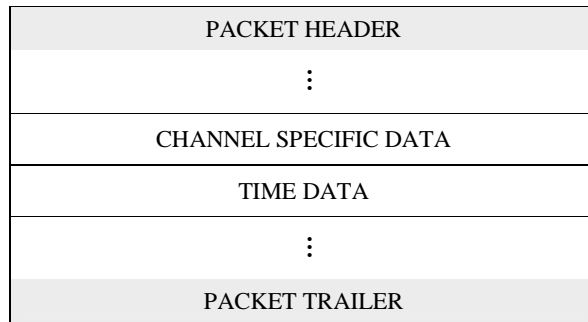 PACKET HEADER
⋮
CHANNEL SPECIFIC DATA
TIME DATA
⋮
PACKET TRAILER